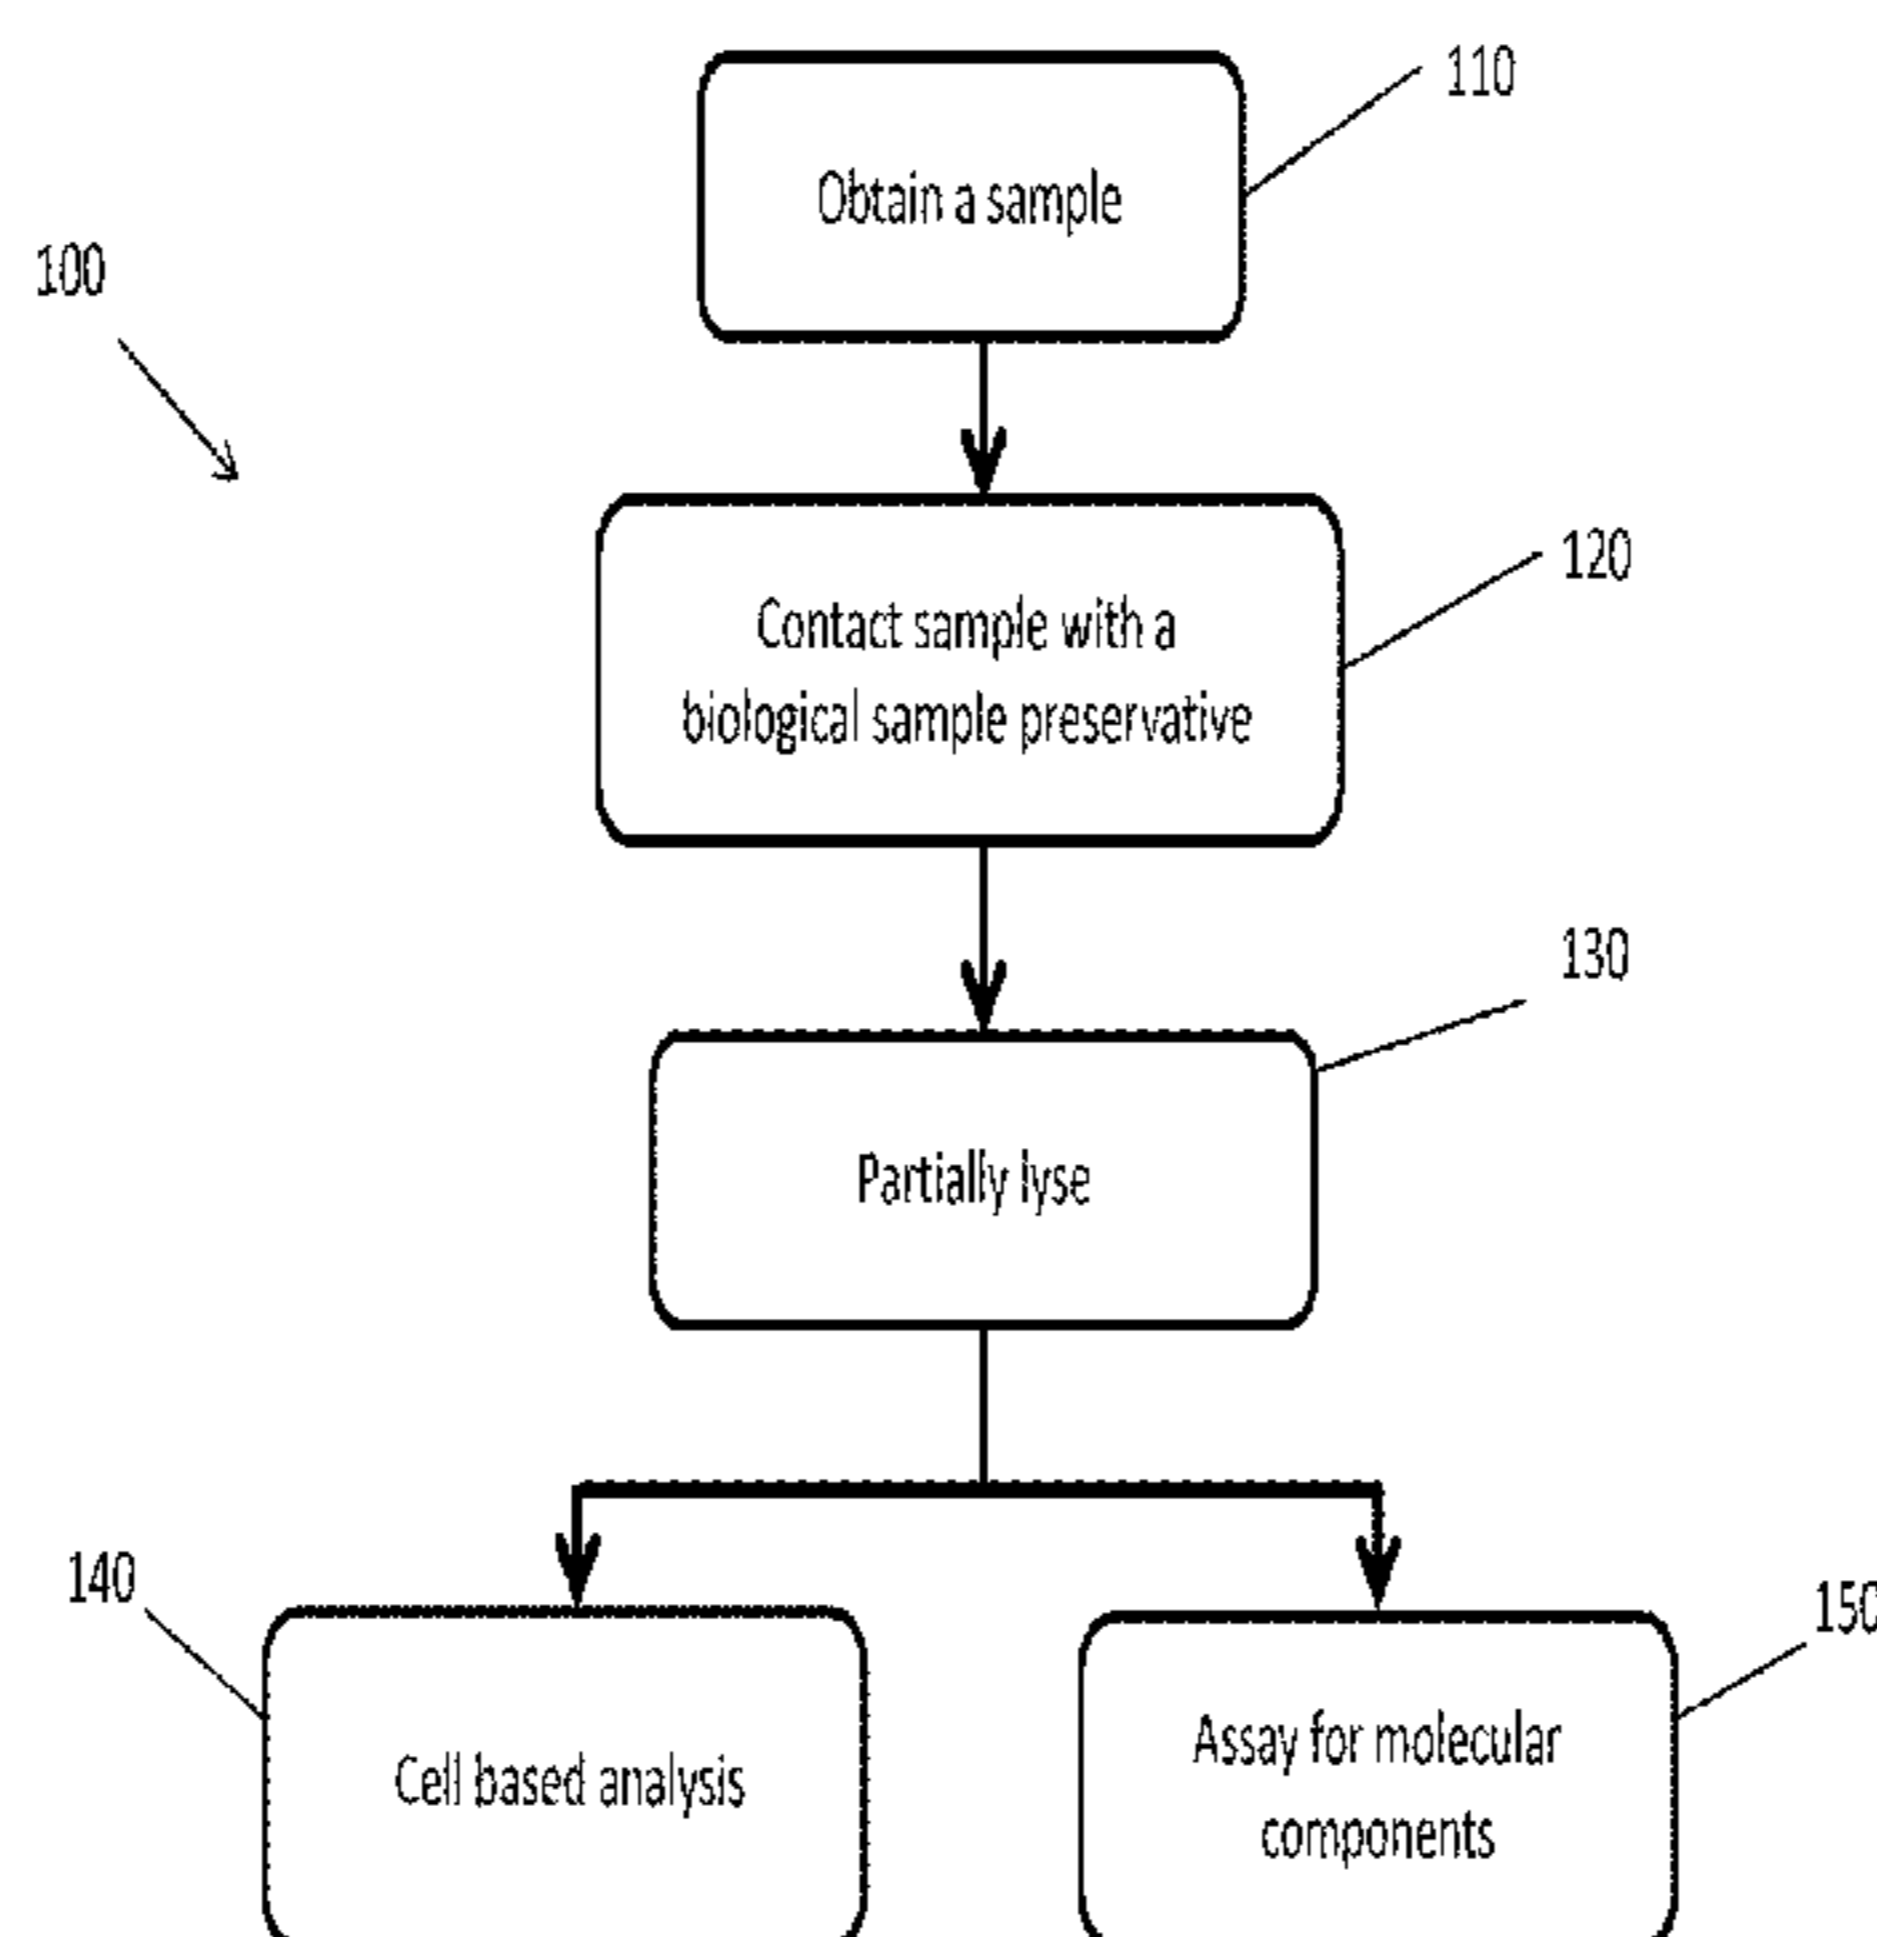 110
Obtain a sample
100
120
Contact sample with a
biological sample preservative
130
Partially lyse
140
150
Cell based analysis
Assay for molecular
components